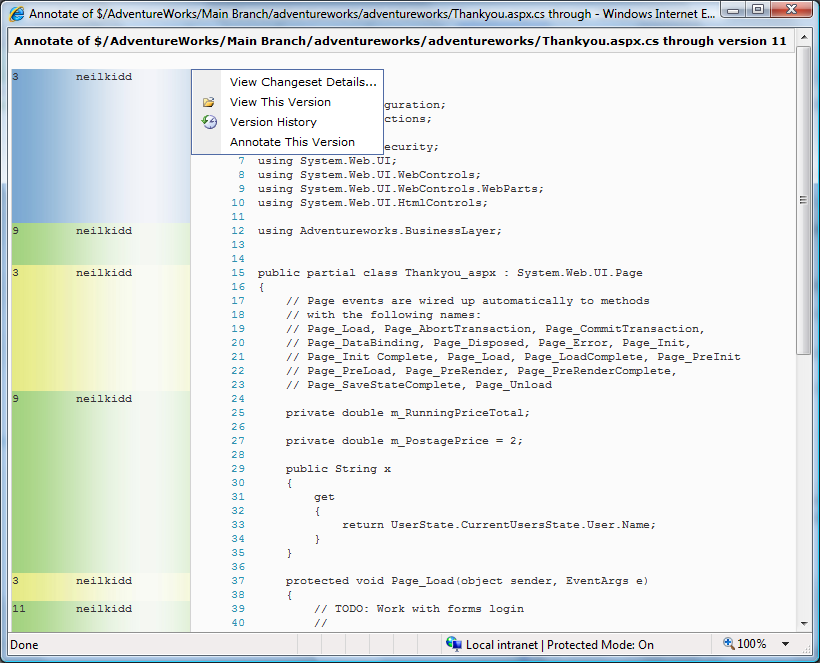 Annotate of $/AdventureWorks/Main Branch/adventureworks/adventureworks/Thankyou.aspx.cs through - Windows Internet E...
Annotate of $/AdventureWorks/Main Branch/adventureworks/adventureworks/Thankyou.aspx.cs through version 11
3 neilkidd
View Changeset Details...
View This Version
guration;
Version History
ctions;
Annotate This Version
ecurity;
7 using System.Web.UI;
8 using System.Web.UI.WebControls;
9 using System.Web.UI.WebControls.WebParts;
10 using System.Web.UI.HtmlControls;
11
9 neilkidd 12 using Adventureworks.BusinessLayer;
13
14
3 neilkidd 15 public partial class Thankyou_aspx : System.Web.UI.Page
16 {
17 // Page events are wired up automatically to methods
18 // with the following names:
19 // Page_Load, Page_AbortTransaction, Page_CommitTransaction,
20 // Page_DataBinding, Page_Disposed, Page_Error, Page_Init,
21 // Page_Init Complete, Page_Load, Page_LoadComplete, Page_PreInit
22 // Page_PreLoad, Page_PreRender, Page_PreRenderComplete,
23 // Page_SaveStateComplete, Page_Unload
9 neilkidd 24
25 private double m_RunningPriceTotal;
26
27 private double m_PostagePrice = 2;
28
29 public String x
30 {
31 get
32 {
33 return UserState.CurrentUsersState.User.Name;
34 }
35 }
36
3 neilkidd 37 protected void Page_Load(object sender, EventArgs e)
38 {
11 neilkidd 39 // TODO: Work with forms login
40 //
Done Local intranet | Protected Mode: On 100%